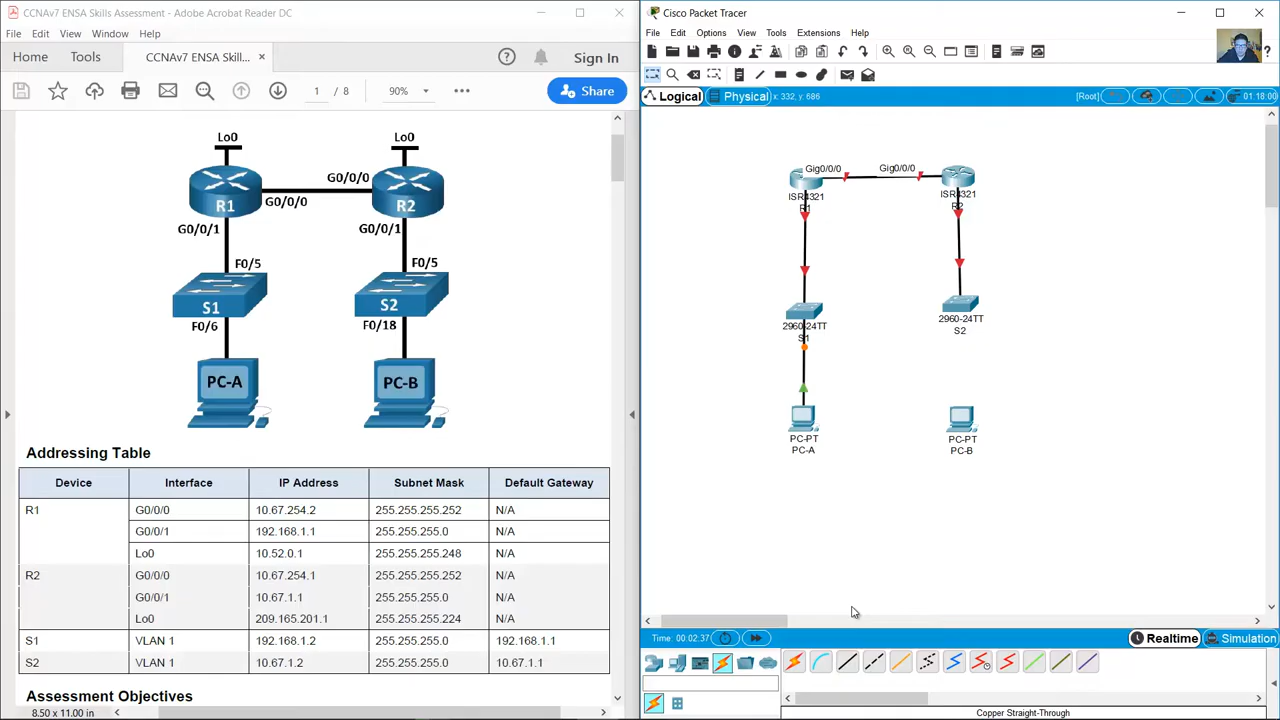 CCNAv7 ENSA Skills Assessment - Adobe Acrobat Reader DC
File Edit View Window Help
Home Tools CCNAv7 ENSA Skill... × Sign In
1 / 8 90% Share
Lo0 Lo0
G0/0/0
R1 R2
G0/0/0
G0/0/1 G0/0/1
F0/5 F0/5
S1 S2
F0/6 F0/18
PC-A PC-B
Addressing Table
Device Interface IP Address Subnet Mask Default Gateway
R1 G0/0/0 10.67.254.2 255.255.255.252 N/A
G0/0/1 192.168.1.1 255.255.255.0 N/A
Lo0 10.52.0.1 255.255.255.248 N/A
R2 G0/0/0 10.67.254.1 255.255.255.252 N/A
G0/0/1 10.67.1.1 255.255.255.0 N/A
Lo0 209.165.201.1 255.255.255.224 N/A
S1 VLAN 1 192.168.1.2 255.255.255.0 192.168.1.1
S2 VLAN 1 10.67.1.2 255.255.255.0 10.67.1.1
Assessment Objectives
8.50 x 11.00 in
Cisco Packet Tracer
File Edit Options View Tools Extensions Help
Logical Physical x: 332, y: 686 [Root] 01:18:00
Gig0/0/0 Gig0/0/0
ISR4321 ISR4321
R1 R2
2960-24TT 2960-24TT
S1 S2
PC-PT PC-PT
PC-A PC-B
Time: 00:02:37 Realtime Simulation
Copper Straight-Through